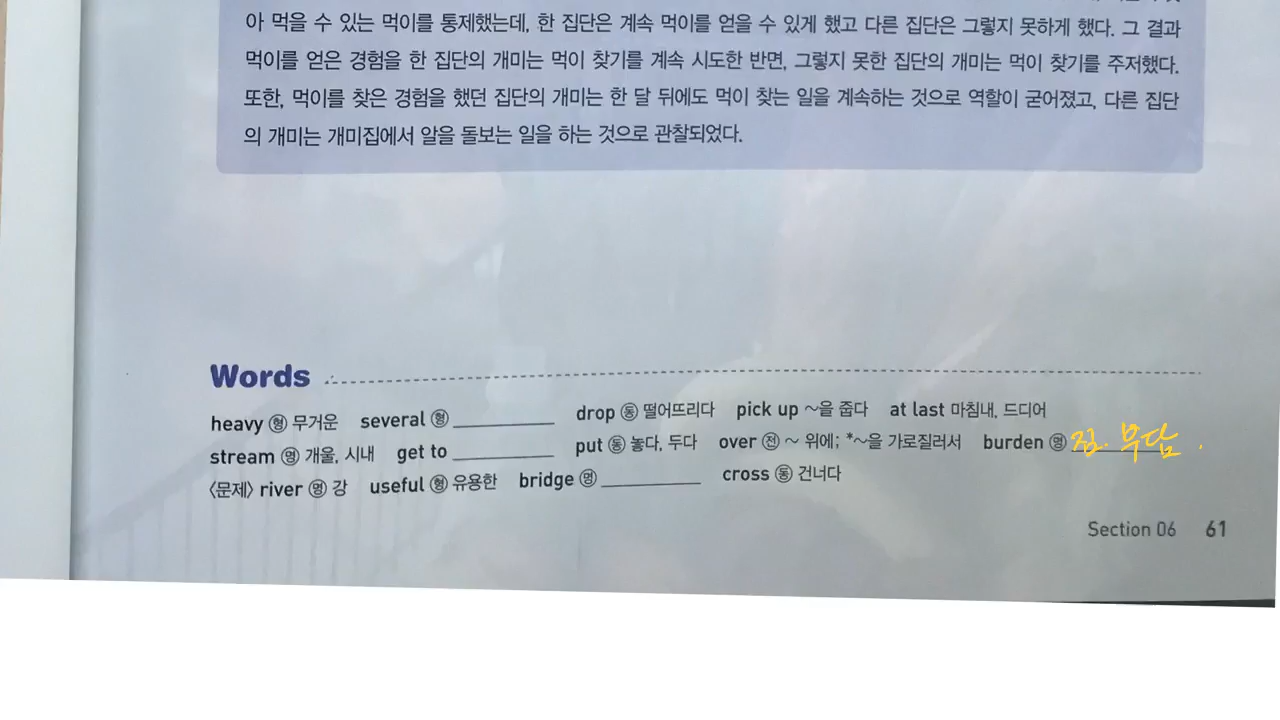 아 먹을 수 있는 먹이를 통제했는데, 한 집단은 계속 먹이를 얻을 수 있게 했고 다른 집단은 그렇지 못하게 했다. 그 결과
먹이를 얻은 경험을 한 집단의 개미는 먹이 찾기를 계속 시도한 반면, 그렇지 못한 집단의 개미는 먹이 찾기를 주저했다.
또한, 먹이를 찾은 경험을 했던 집단의 개미는 한 달 뒤에도 먹이 찾는 일을 계속하는 것으로 역할이 굳어졌고, 다른 집단
의 개미는 개미집에서 알을 돌보는 일을 하는 것으로 관찰되었다.
Words
heavy 형 무거운 several 형 ________ drop 동 떨어뜨리다 pick up ~을 줍다 at last 마침내, 드디어
stream 명 개울, 시내 get to ________ put 동 놓다, 두다 over 전 ~ 위에; *~을 가로질러서 burden 명 짐. 부담.
<문제> river 명 강 useful 형 유용한 bridge 명 ________ cross 동 건너다
Section 06 61